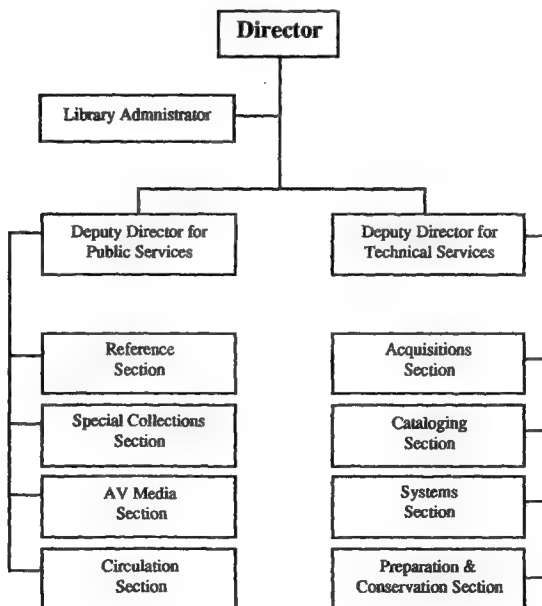 Director
Library Admnistrator
Deputy Director for
Public Services
Deputy Director for
Technical Services
Reference
Section
Acquisitions
Section
Special Collections
Section
Cataloging
Section
AV Media
Section
Systems
Section
Circulation
Section
Preparation &
Conservation Section